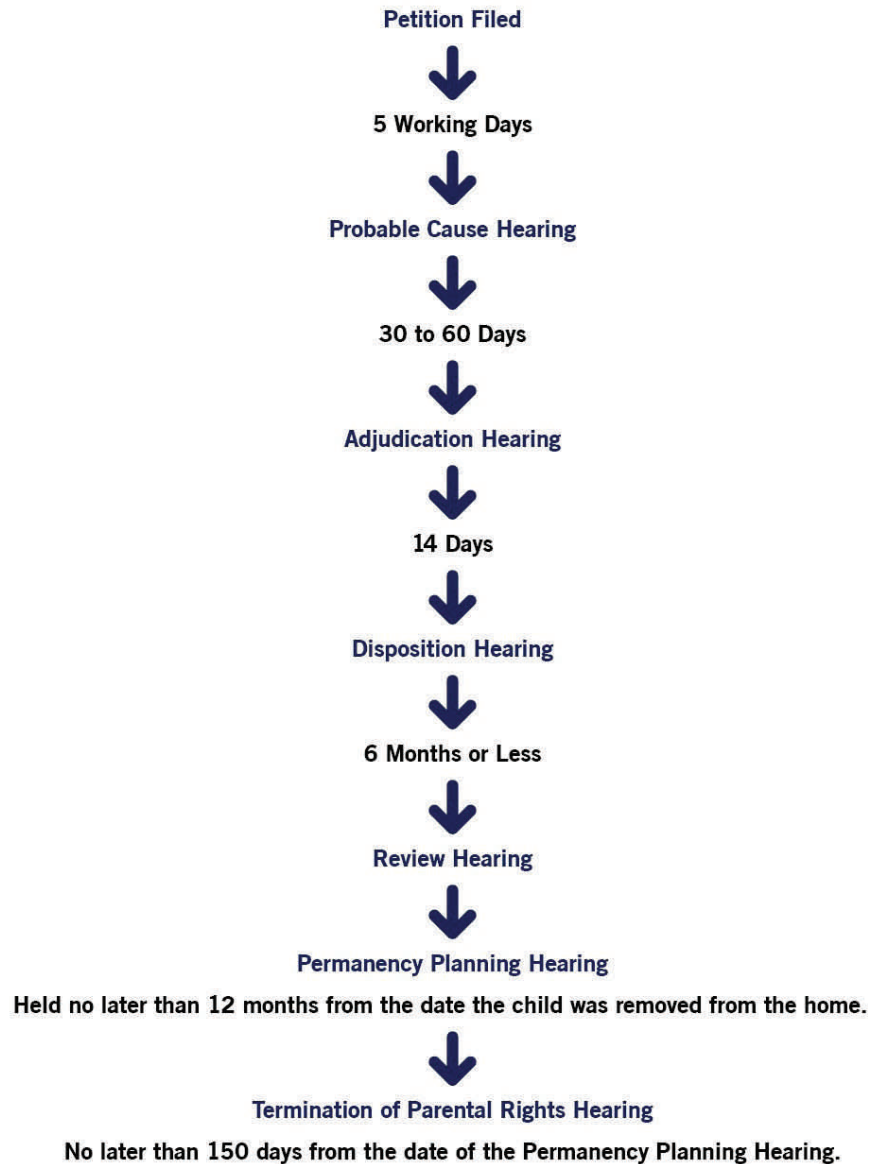 Petition Filed
5 Working Days
Probable Cause Hearing
30 to 60 Days
Adjudication Hearing
14 Days
Disposition Hearing
6 Months or Less
Review Hearing
Permanency Planning Hearing
Held no later than 12 months from the date the child was removed from the home.
Termination of Parental Rights Hearing
No later than 150 days from the date of the Permanency Planning Hearing.